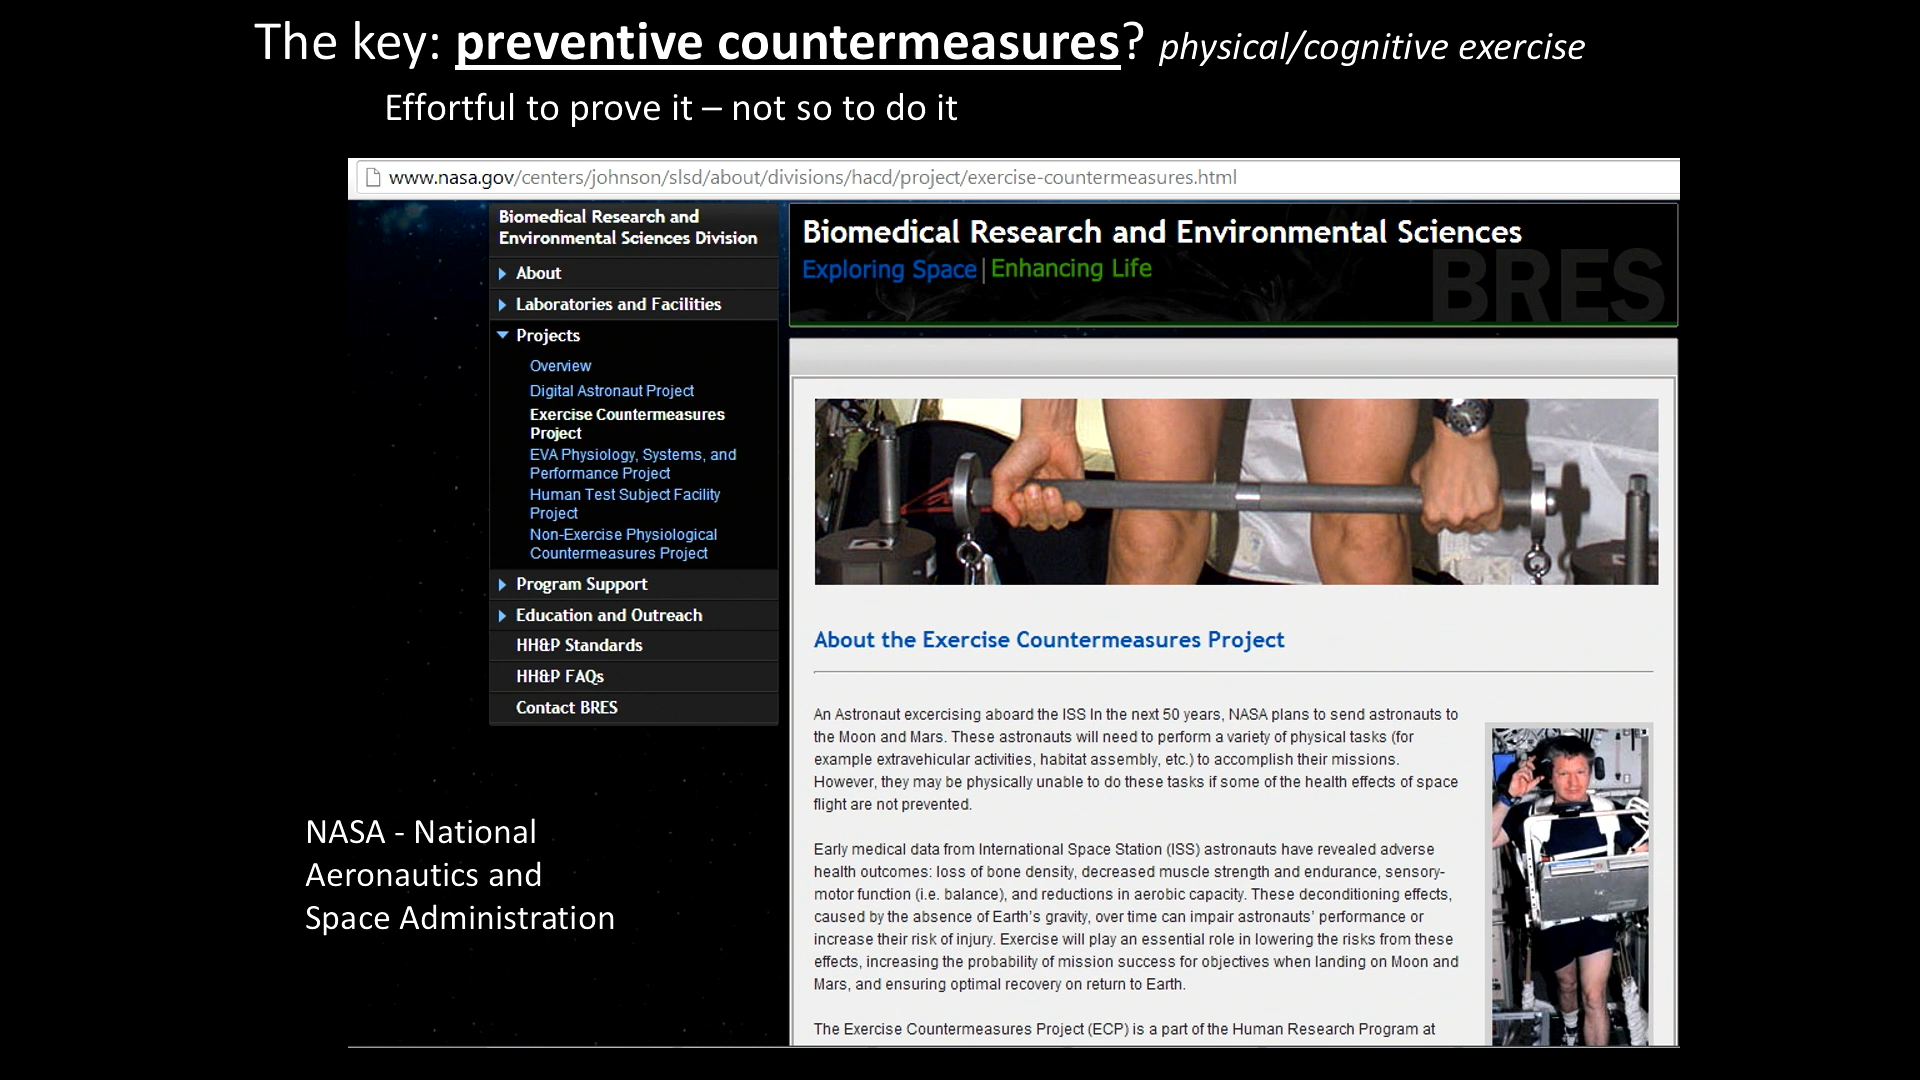 The key: preventive countermeasures? physical/cognitive exercise
Effortful to prove it – not so to do it
www.nasa.gov/centers/johnson/slsd/about/divisions/hacd/project/exercise-countermeasures.html
Biomedical Research and
Environmental Sciences Division
About
Laboratories and Facilities
Projects
Overview
Digital Astronaut Project
Exercise Countermeasures
Project
EVA Physiology, Systems, and
Performance Project
Human Test Subject Facility
Project
Non-Exercise Physiological
Countermeasures Project
Program Support
Education and Outreach
HH&P Standards
HH&P FAQs
Contact BRES
Biomedical Research and Environmental Sciences
Exploring Space | Enhancing Life
BRES
About the Exercise Countermeasures Project
An Astronaut excercising aboard the ISS In the next 50 years, NASA plans to send astronauts to
the Moon and Mars. These astronauts will need to perform a variety of physical tasks (for
example extravehicular activities, habitat assembly, etc.) to accomplish their missions.
However, they may be physically unable to do these tasks if some of the health effects of space
flight are not prevented.
Early medical data from International Space Station (ISS) astronauts have revealed adverse
health outcomes: loss of bone density, decreased muscle strength and endurance, sensory-
motor function (i.e. balance), and reductions in aerobic capacity. These deconditioning effects,
caused by the absence of Earth's gravity, over time can impair astronauts' performance or
increase their risk of injury. Exercise will play an essential role in lowering the risks from these
effects, increasing the probability of mission success for objectives when landing on Moon and
Mars, and ensuring optimal recovery on return to Earth.
The Exercise Countermeasures Project (ECP) is a part of the Human Research Program at
NASA - National
Aeronautics and
Space Administration